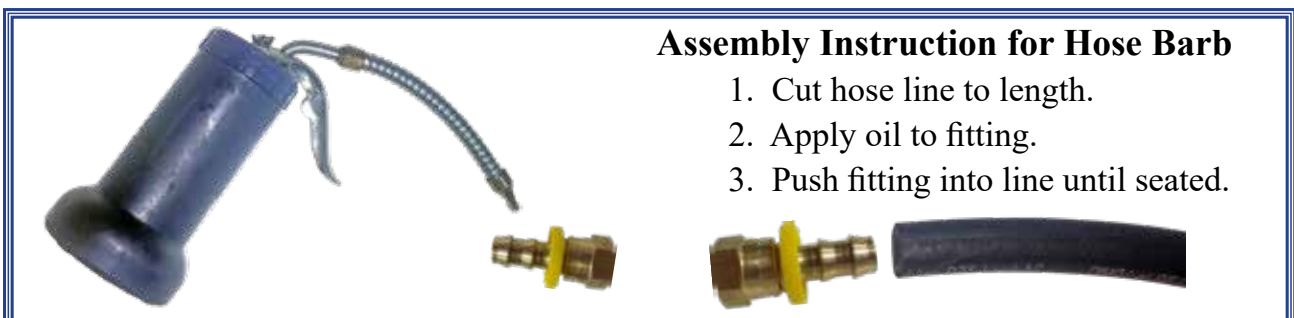 Assembly Instruction for Hose Barb
1. Cut hose line to length.
2. Apply oil to fitting.
3. Push fitting into line until seated.